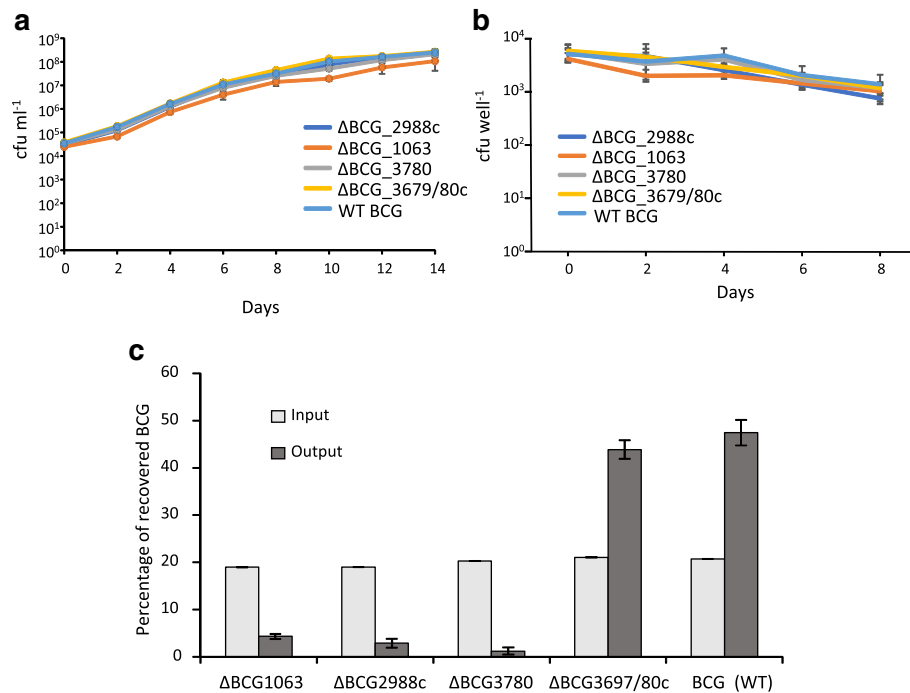 a
cfu ml-1
10⁹
10⁸
10⁷
10⁶
10⁵
10⁴
10³
10²
10¹
10⁰
0 2 4 6 8 10 12 14
Days
ΔBCG_2988c
ΔBCG_1063
ΔBCG_3780
ΔBCG_3679/80c
WT BCG
b
cfu well-1
10⁴
10³
10²
10¹
10⁰
0 2 4 6 8
Days
ΔBCG_2988c
ΔBCG_1063
ΔBCG_3780
ΔBCG_3679/80c
WT BCG
c
Percentage of recovered BCG
60
50
40
30
20
10
0
Input
Output
ΔBCG1063 ΔBCG2988c ΔBCG3780 ΔBCG3697/80c BCG (WT)